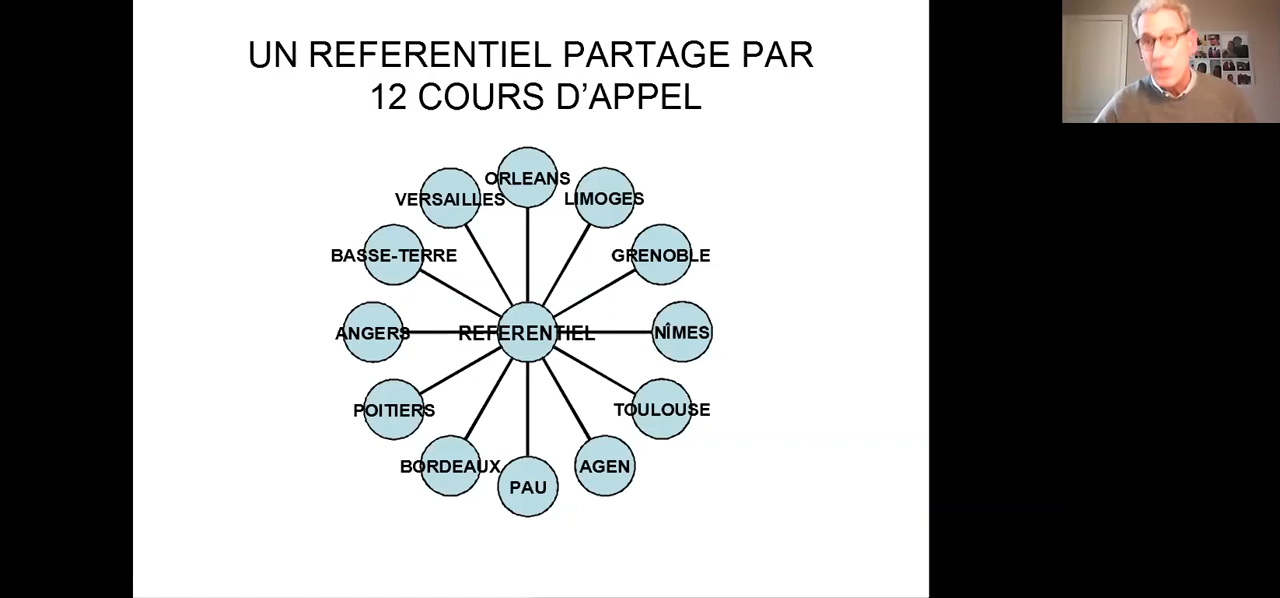 UN REFERENTIEL PARTAGE PAR
12 COURS D’APPEL
ORLEANS
VERSAILLES
LIMOGES
BASSE-TERRE
GRENOBLE
ANGERS
REFERENTIEL
NÎMES
POITIERS
TOULOUSE
BORDEAUX
AGEN
PAU